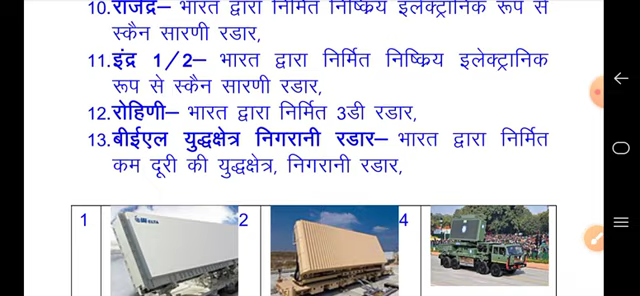 10.राजेंद्र– भारत द्वारा निर्मित निष्क्रिय इलेक्ट्रानिक रूप से
स्कैन सारणी रडार,
11.इंद्र 1/2– भारत द्वारा निर्मित निष्क्रिय इलेक्ट्रानिक
रूप से स्कैन सारणी रडार,
12.रोहिणी– भारत द्वारा निर्मित 3डी रडार,
13.बीईएल युद्धक्षेत्र निगरानी रडार– भारत द्वारा निर्मित
कम दूरी की युद्धक्षेत्र, निगरानी रडार,
1 2 4
ELTA